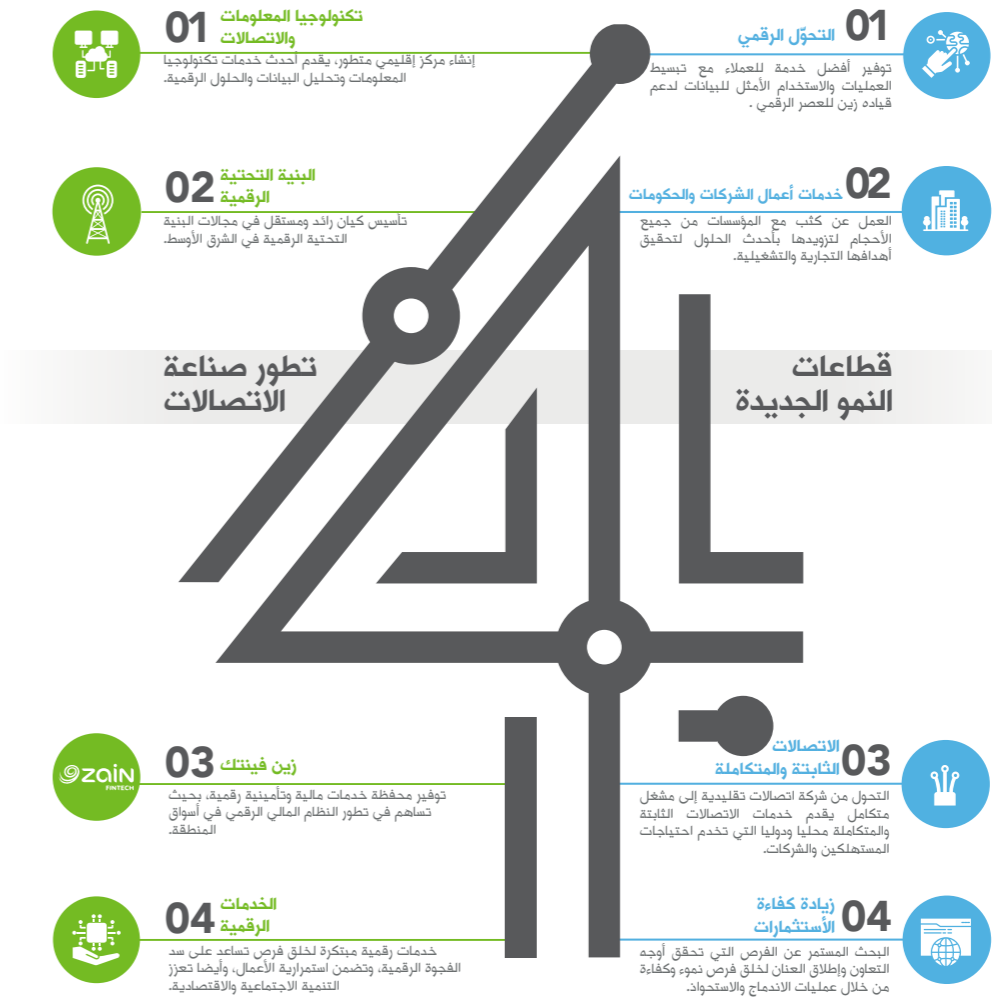 قطاعات
النمو الجديدة
01
التحوّل الرقمي
توفير أفضل خدمة للعملاء مع تبسيط
العمليات والاستخدام الأمثل للبيانات لدعم
قياده زين للعصر الرقمي .
02
خدمات أعمال الشركات والحكومات
العمل عن كثب مع المؤسسات من جميع
الأحجام لتزويدها بأحدث الحلول لتحقيق
أهدافها التجارية والتشغيلية.
03
الاتصالات
الثابتة والمتكاملة
التحول من شركة اتصالات تقليدية إلى مشغل
متكامل يقدم خدمات الاتصالات الثابتة
والمتكاملة محليا ودوليا التي تخدم احتياجات
المستهلكين والشركات.
04
زيادة كفاءة
الأستثمارات
البحث المستمر عن الفرص التي تحقق أوجه
التعاون وإطلاق العنان لخلق فرص نموء وكفاءة
من خلال عمليات الاندماج والاستحواذ.
تطور صناعة
الاتصالات
01
تكنولوجيا المعلومات
والاتصالات
إنشاء مركز إقليمي متطور، يقدم أحدث خدمات تكنولوجيا
المعلومات وتحليل البيانات والحلول الرقمية.
02
البنية التحتية
الرقمية
تأسيس كيان رائد ومستقل في مجالات البنية
التحتية الرقمية في الشرق الأوسط.
zain
FINTECH
03
زين فينتك
توفير محفظة خدمات مالية وتأمينية رقمية، بحيث
تساهم في تطور النظام المالي الرقمي في أسواق
المنطقة.
04
الخدمات
الرقمية
خدمات رقمية مبتكرة لخلق فرص تساعد على سد
الفجوة الرقمية، وتضمن استمرارية الأعمال، وأيضا تعزز
التنمية الاجتماعية والاقتصادية.